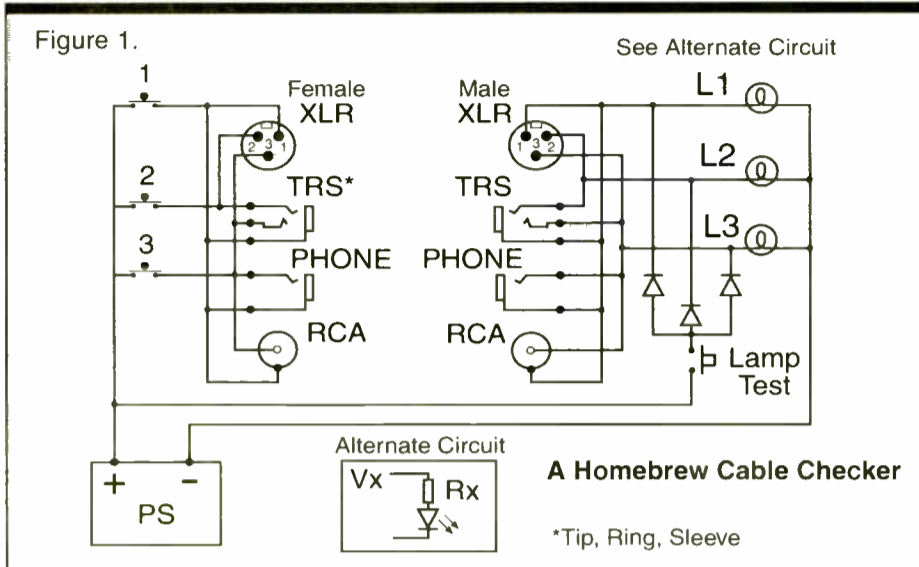 Figure 1.
See Alternate Circuit
1
Female
XLR
2 3 1
Male
XLR
1 3 2
L1
2
TRS*
TRS
L2
3
PHONE
PHONE
L3
RCA
RCA
Lamp
Test
+ -
PS
Alternate Circuit
Vx
Rx
A Homebrew Cable Checker
*Tip, Ring, Sleeve